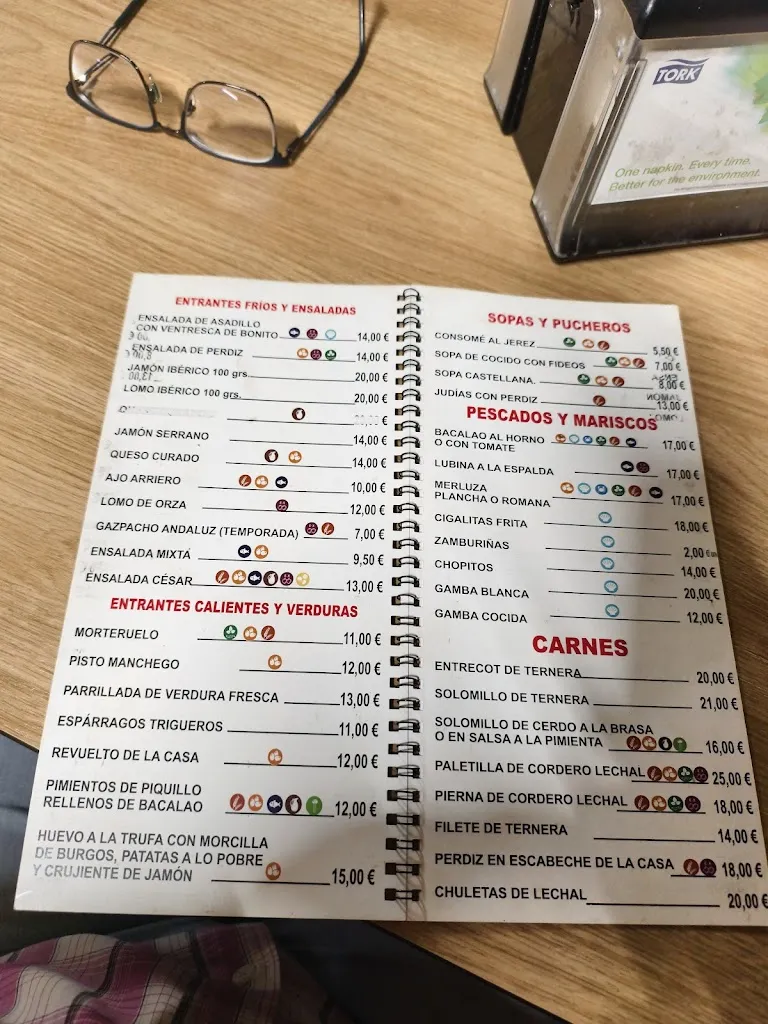 TORK
One napkin. Every time.
Better for the environment.
ENTRANTES FRÍOS Y ENSALADAS
ENSALADA DE ASADILLO
CON VENTRESCA DE BONITO 14,00 €
ENSALADA DE PERDIZ 14,00 €
JAMÓN IBÉRICO 100 grs. 20,00 €
LOMO IBÉRICO 100 grs. 20,00 €
JAMÓN SERRANO 14,00 €
QUESO CURADO 14,00 €
AJO ARRIERO 10,00 €
LOMO DE ORZA 12,00 €
GAZPACHO ANDALUZ (TEMPORADA) 7,00 €
ENSALADA MIXTA 9,50 €
ENSALADA CÉSAR 13,00 €
ENTRANTES CALIENTES Y VERDURAS
MORTERUELO 11,00 €
PISTO MANCHEGO 12,00 €
PARRILLADA DE VERDURA FRESCA 13,00 €
ESPÁRRAGOS TRIGUEROS 11,00 €
REVUELTO DE LA CASA 12,00 €
PIMIENTOS DE PIQUILLO
RELLENOS DE BACALAO 12,00 €
HUEVO A LA TRUFA CON MORCILLA
DE BURGOS, PATATAS A LO POBRE
Y CRUJIENTE DE JAMÓN 15,00 €
SOPAS Y PUCHEROS
CONSOMÉ AL JEREZ 5,50 €
SOPA DE COCIDO CON FIDEOS 7,00 €
SOPA CASTELLANA. 8,00 €
JUDÍAS CON PERDIZ 13,00 €
PESCADOS Y MARISCOS
BACALAO AL HORNO
O CON TOMATE 17,00 €
LUBINA A LA ESPALDA 17,00 €
MERLUZA
PLANCHA O ROMANA 17,00 €
CIGALITAS FRITA 18,00 €
ZAMBURIÑAS 2,00 €
CHOPITOS 14,00 €
GAMBA BLANCA 20,00 €
GAMBA COCIDA 12,00 €
CARNES
ENTRECOT DE TERNERA 20,00 €
SOLOMILLO DE TERNERA 21,00 €
SOLOMILLO DE CERDO A LA BRASA
O EN SALSA A LA PIMIENTA 16,00 €
PALETILLA DE CORDERO LECHAL 25,00 €
PIERNA DE CORDERO LECHAL 18,00 €
FILETE DE TERNERA 14,00 €
PERDIZ EN ESCABECHE DE LA CASA 18,00 €
CHULETAS DE LECHAL 20,00 €